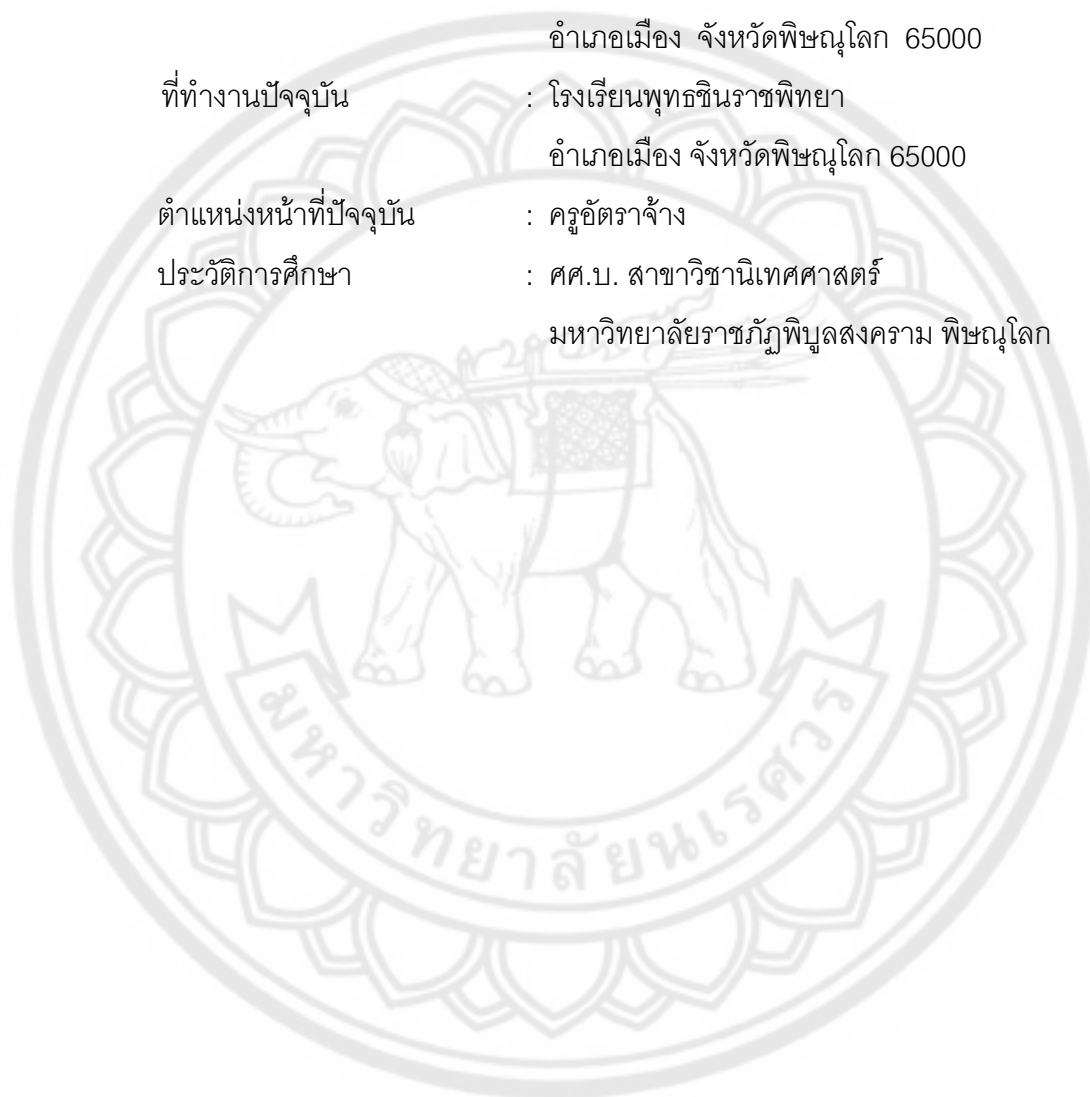 อำเภอเมือง จังหวัดพิษณุโลก 65000
ที่ทำงานปัจจุบัน : โรงเรียนพุทธชินราชพิทยา
อำเภอเมือง จังหวัดพิษณุโลก 65000
ตำแหน่งหน้าที่ปัจจุบัน : ครูอัตราจ้าง
ประวัติการศึกษา : ศศ.บ. สาขาวิชานิเทศศาสตร์
มหาวิทยาลัยราชภัฏพิบูลสงคราม พิษณุโลก
มหาวิทยาลัยนเรศวร